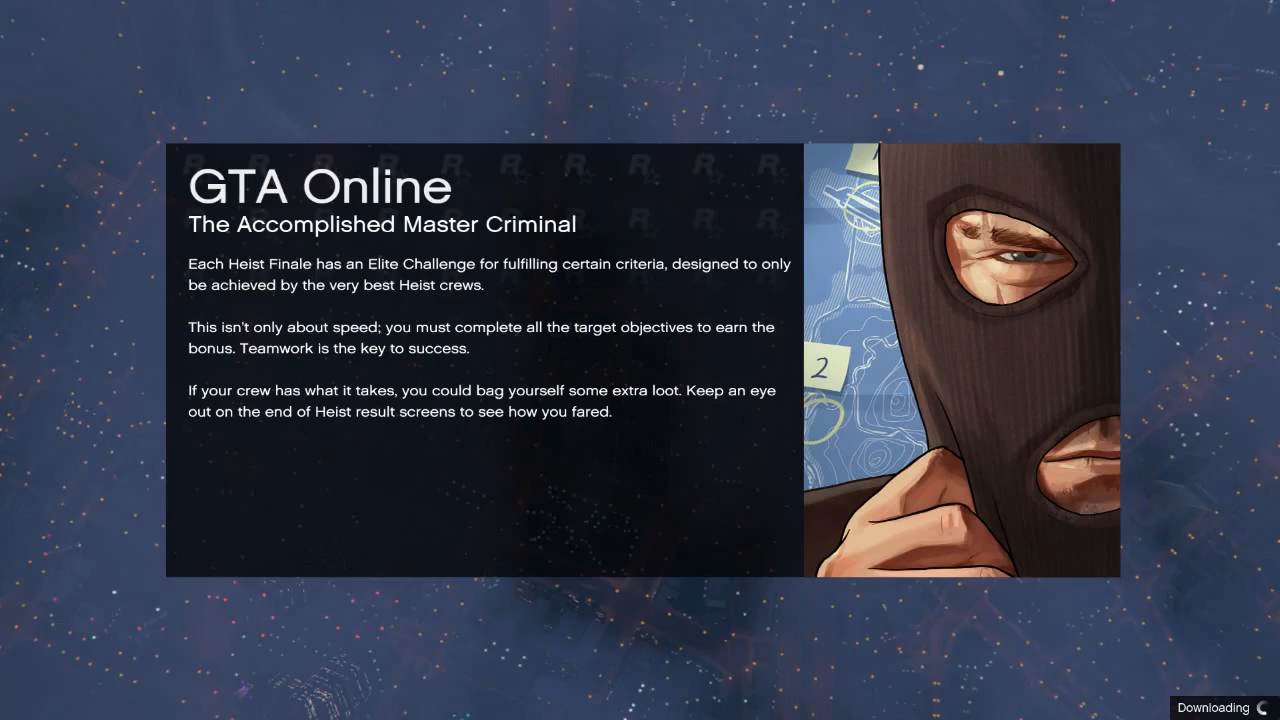 GTA Online
The Accomplished Master Criminal
Each Heist Finale has an Elite Challenge for fulfilling certain criteria, designed to only
be achieved by the very best Heist crews.
This isn't only about speed; you must complete all the target objectives to earn the
bonus. Teamwork is the key to success.
If your crew has what it takes, you could bag yourself some extra loot. Keep an eye
out on the end of Heist result screens to see how you fared.
2
Downloading